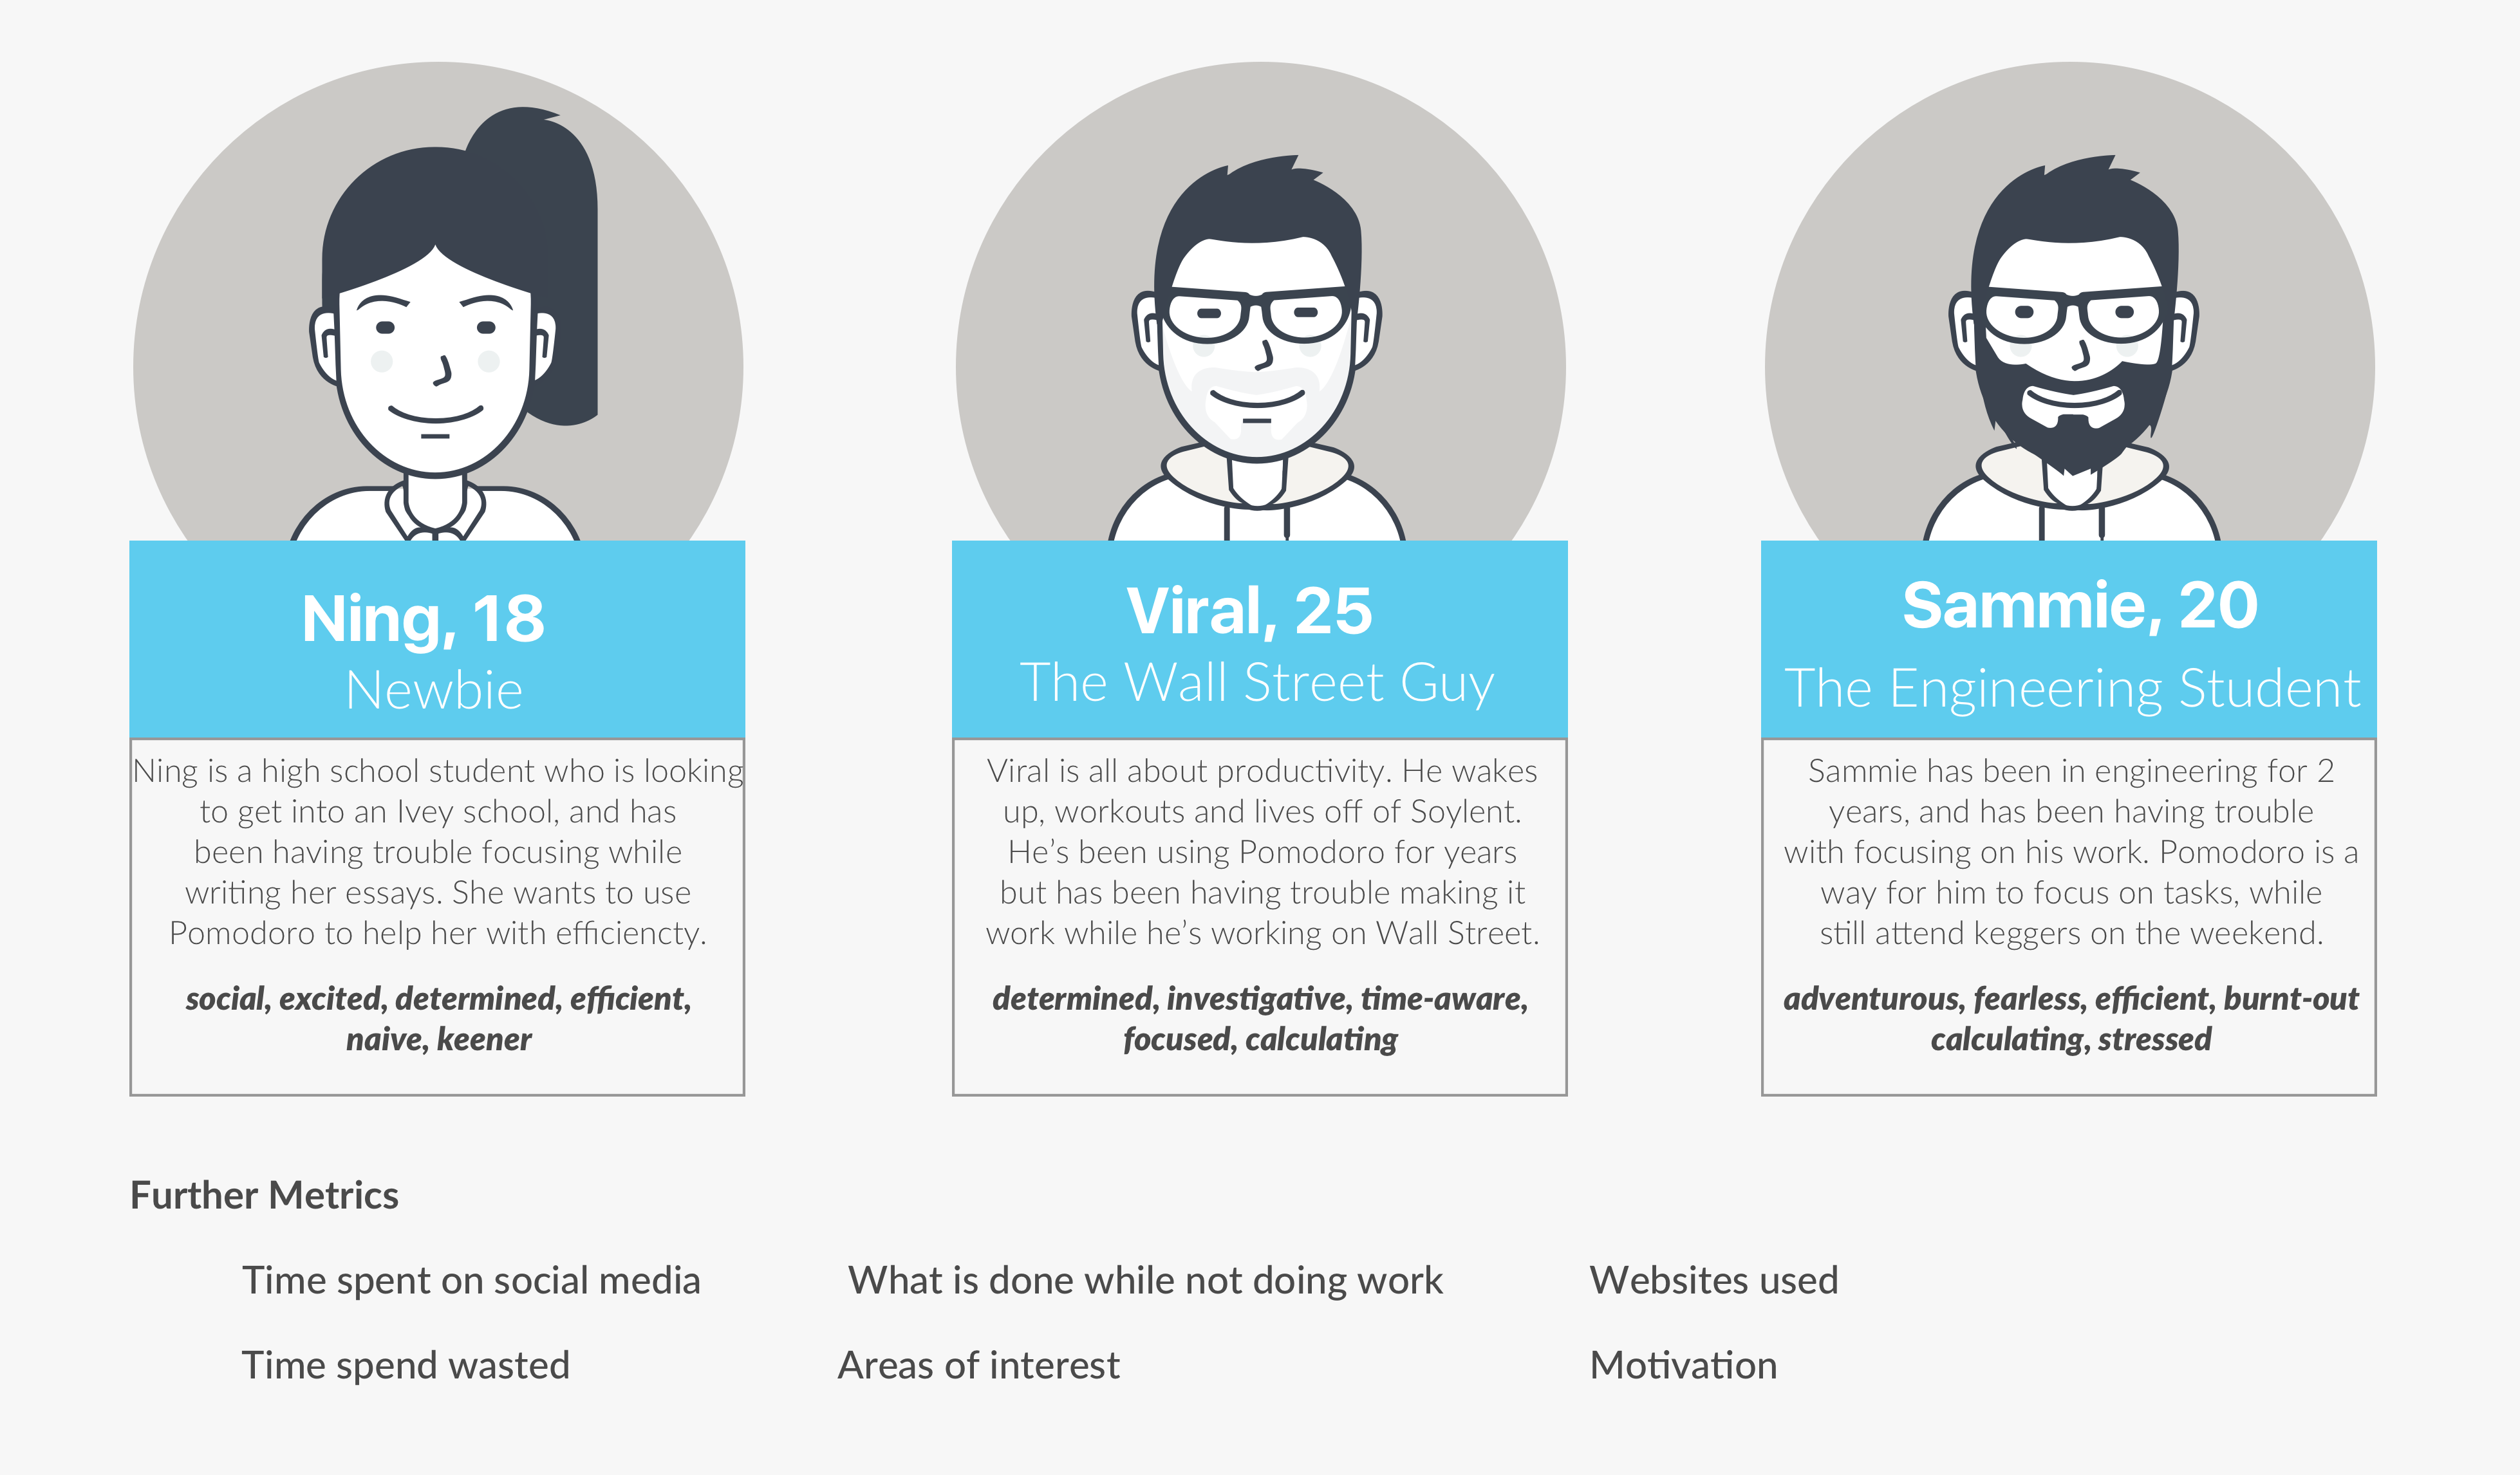 Ning, 18
Newbie
Ning is a high school student who is looking
to get into an Ivey school, and has
been having trouble focusing while
writing her essays. She wants to use
Pomodoro to help her with efficiencty.
social, excited, determined, efficient,
naive, keener
Viral, 25
The Wall Street Guy
Viral is all about productivity. He wakes
up, workouts and lives off of Soylent.
He’s been using Pomodoro for years
but has been having trouble making it
work while he’s working on Wall Street.
determined, investigative, time-aware,
focused, calculating
Sammie, 20
The Engineering Student
Sammie has been in engineering for 2
years, and has been having trouble
with focusing on his work. Pomodoro is a
way for him to focus on tasks, while
still attend keggers on the weekend.
adventurous, fearless, efficient, burnt-out
calculating, stressed
Further Metrics
Time spent on social media
What is done while not doing work
Websites used
Time spend wasted
Areas of interest
Motivation